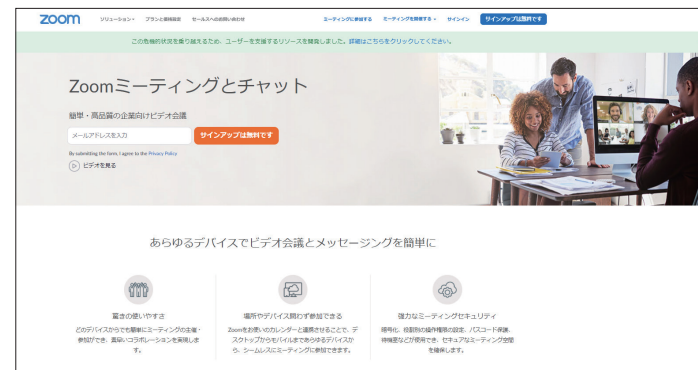 zoom
ソリューション プランと価格設定 セールスへのお問い合わせ
ミーティングに参加する ミーティングを開催する サインイン サインアップは無料です
この危機的状況を乗り越えるため、ユーザーを支援するリソースを開発しました。詳細はこちらをクリックしてください。
Zoomミーティングとチャット
簡単・高品質の企業向けビデオ会議
メールアドレスを入力 サインアップは無料です
By submitting the form, I agree to the Privacy Policy
ビデオを見る
あらゆるデバイスでビデオ会議とメッセージングを簡単に
驚きの使いやすさ
どのデバイスからでも簡単にミーティングの主催・
参加ができ、素早いコラボレーションを実現しま
す。
場所やデバイス問わず参加できる
Zoomをお使いのカレンダーと連携させることで、デ
スクトップからモバイルまであらゆるデバイスか
ら、シームレスにミーティングに参加できます。
強力なミーティングセキュリティ
暗号化、役割別の操作権限の設定、パスコード保護、
待機室などが使用でき、セキュアなミーティング空間
を確保します。